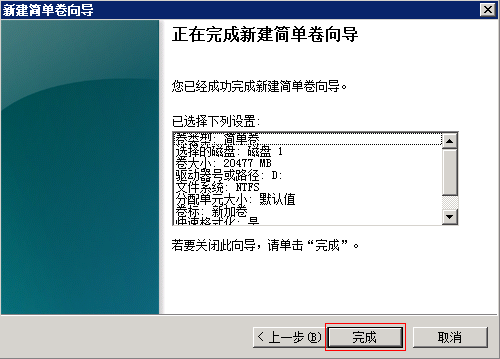 新建简单卷向导
正在完成新建简单卷向导
您已经成功完成新建简单卷向导。
已选择下列设置:
卷类型: 简单卷
选择的磁盘: 磁盘 1
卷大小: 20477 MB
驱动器号或路径: D:
文件系统: NTFS
分配单元大小: 默认值
卷标: 新加卷
快速格式化: 是
若要关闭此向导，请单击“完成”。
< 上一步(B)
完成
取消